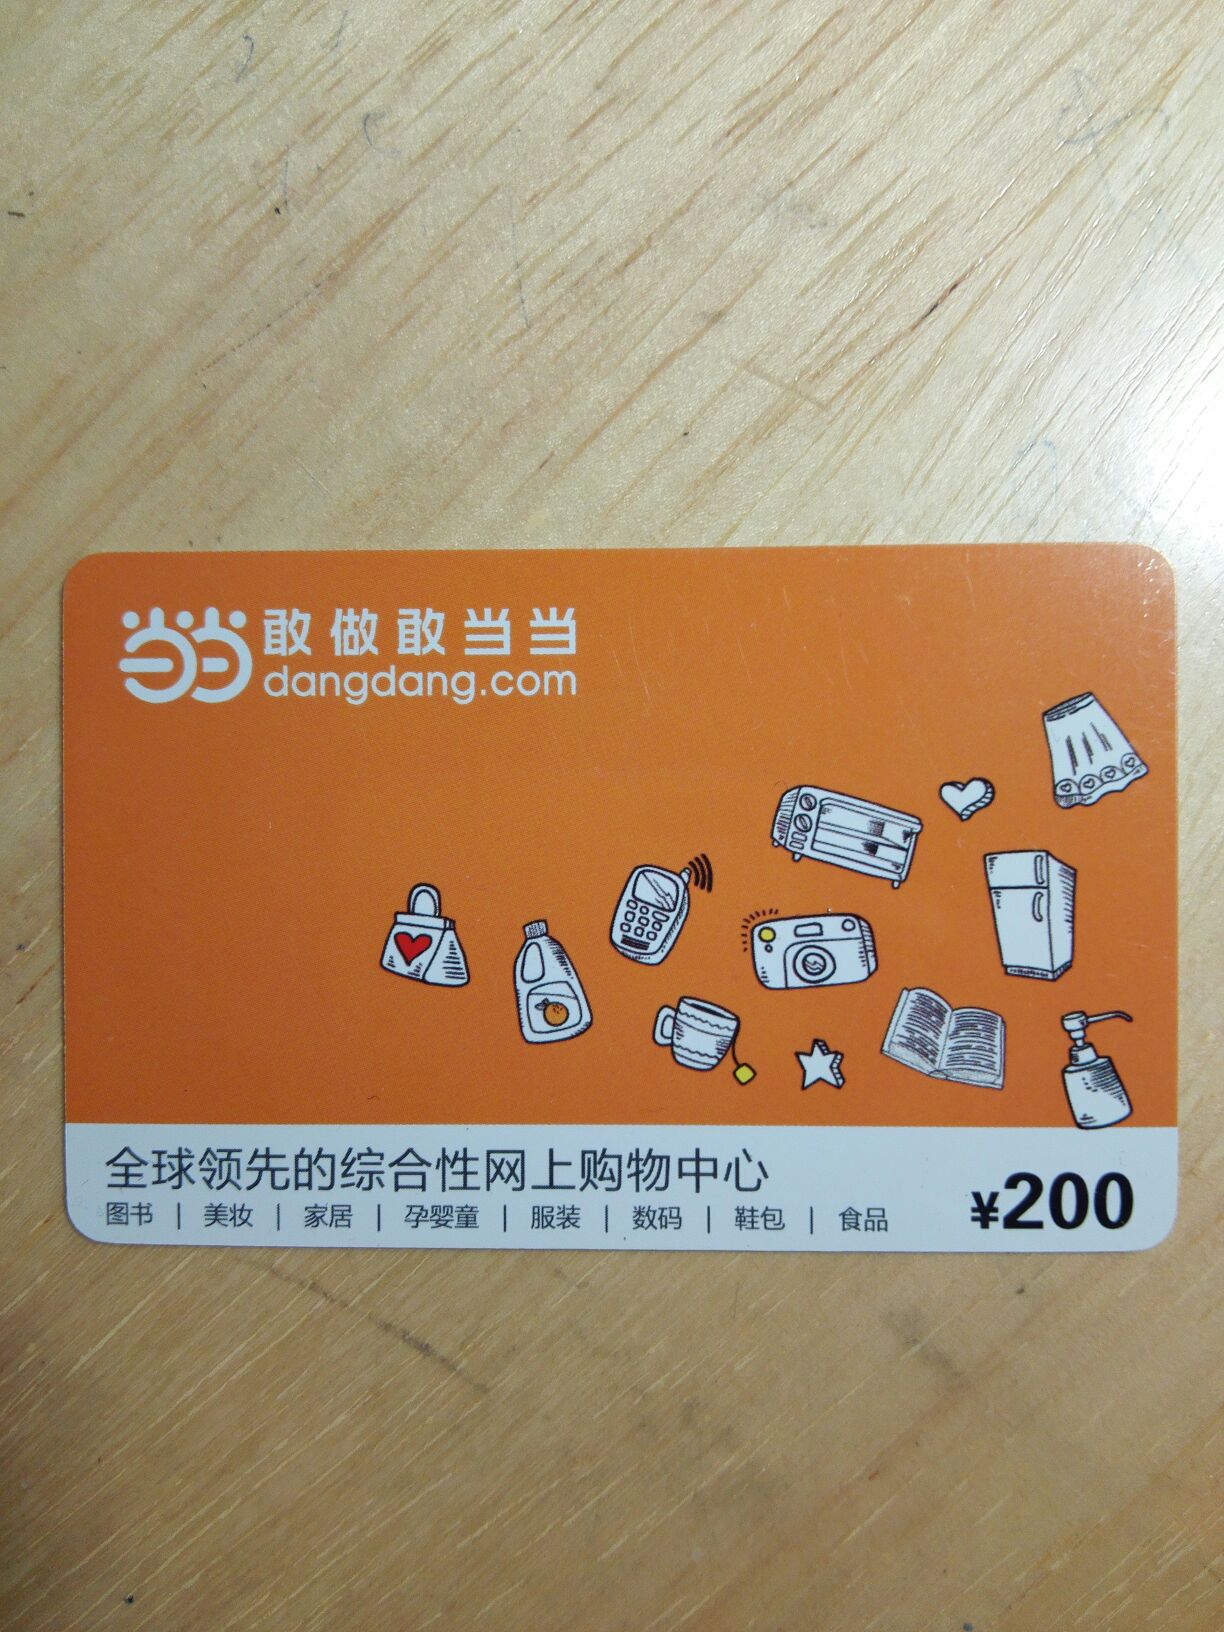 敢做敢当当
dangdang.com
全球领先的综合性网上购物中心
图书 | 美妆 | 家居 | 孕婴童 | 服装 | 数码 | 鞋包 | 食品
¥200